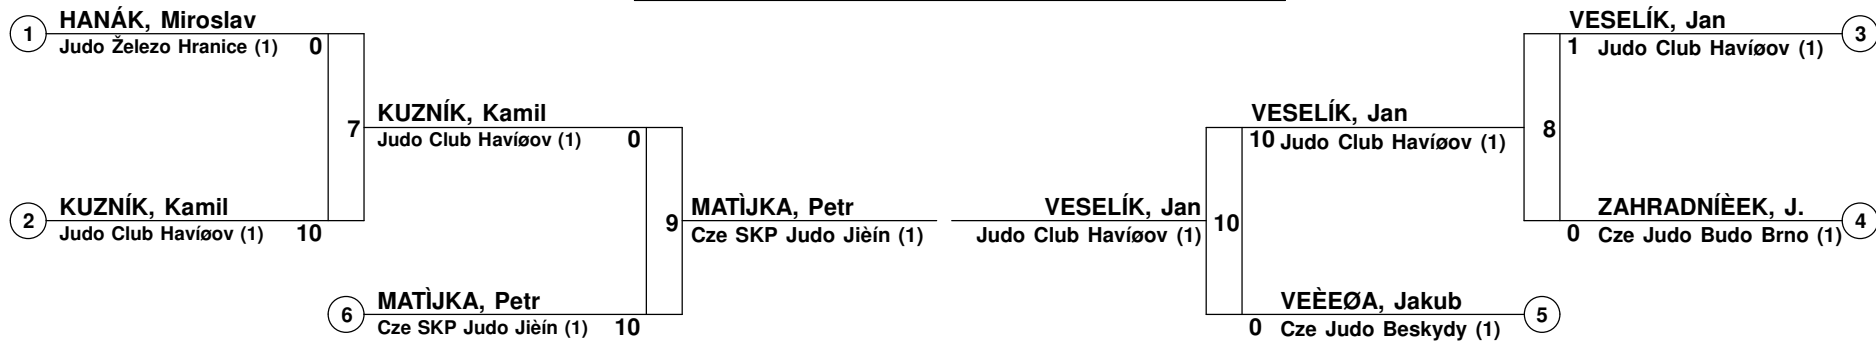 1 HANÁK, Miroslav
Judo Železo Hranice (1) 0
7
2 KUZNÍK, Kamil
Judo Club Havíøov (1) 10
KUZNÍK, Kamil
Judo Club Havíøov (1) 0
9
6 MATÌJKA, Petr
Cze SKP Judo Jièín (1) 10
MATÌJKA, Petr
Cze SKP Judo Jièín (1)
VESELÍK, Jan
Judo Club Havíøov (1)
10
VESELÍK, Jan
10 Judo Club Havíøov (1)
VEÈEØA, Jakub 5
0 Cze Judo Beskydy (1)
8
VESELÍK, Jan 3
1 Judo Club Havíøov (1)
ZAHRADNÍÈEK, J. 4
0 Cze Judo Budo Brno (1)